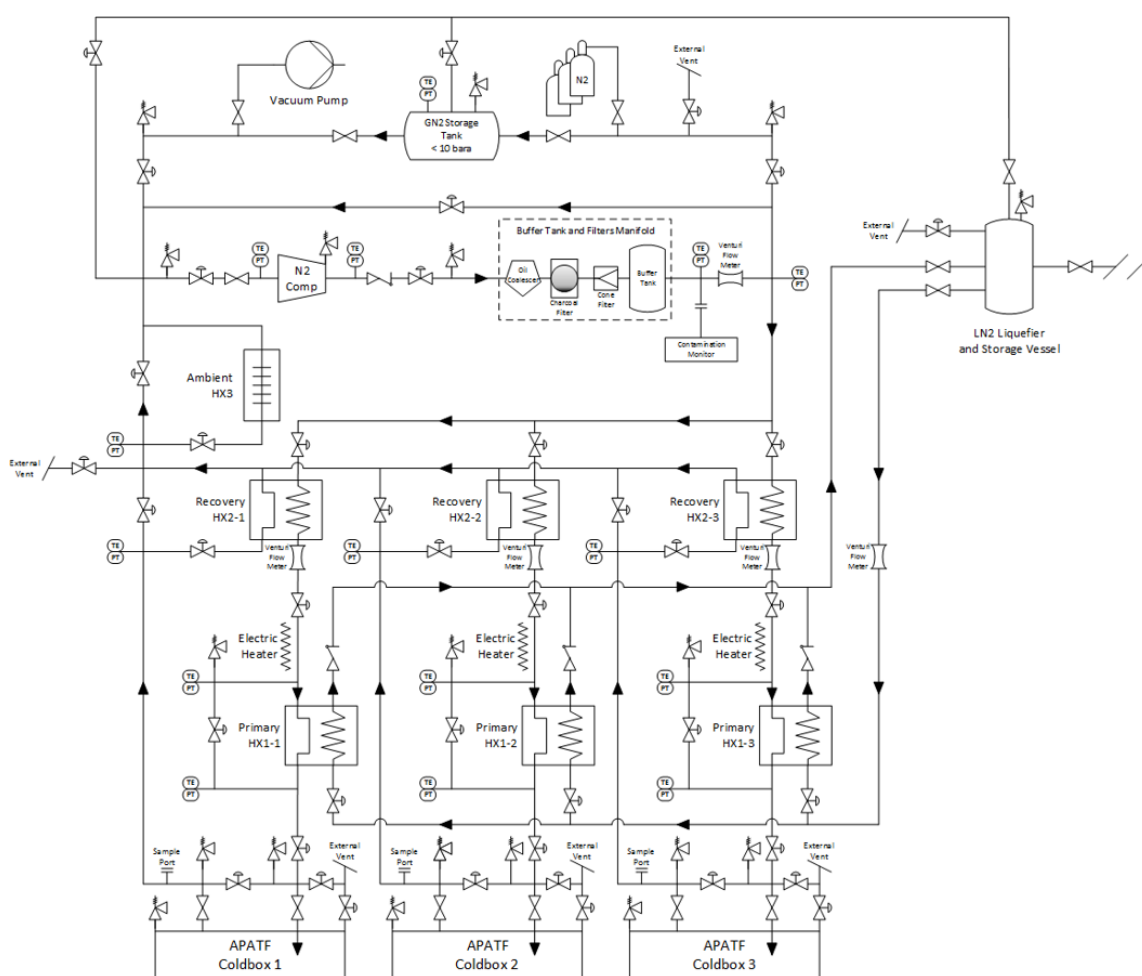 External
Vent
N2
TE
PT
Vacuum Pump
GN2 Storage
Tank
< 10 bara
External
Vent
Buffer Tank and Filters Manifold
Venturi
Flow
Meter
TE
PT
TE
PT
TE
PT
TE
PT
N2
Comp
Oil
Coalescer
Charcoal
Filter
Cone
Filter
Buffer
Tank
Contamination
Monitor
LN2 Liquefier
and Storage Vessel
Ambient
HX3
TE
PT
External
Vent
Recovery
HX2-1
Recovery
HX2-2
Recovery
HX2-3
TE
PT
Venturi
Flow
Meter
TE
PT
Venturi
Flow
Meter
TE
PT
Venturi
Flow
Meter
Venturi
Flow
Meter
Electric
Heater
Electric
Heater
Electric
Heater
TE
PT
TE
PT
TE
PT
Primary
HX1-1
Primary
HX1-2
Primary
HX1-3
TE
PT
TE
PT
TE
PT
Sample
Port
External
Vent
Sample
Port
External
Vent
Sample
Port
External
Vent
APATF
Coldbox 1
APATF
Coldbox 2
APATF
Coldbox 3